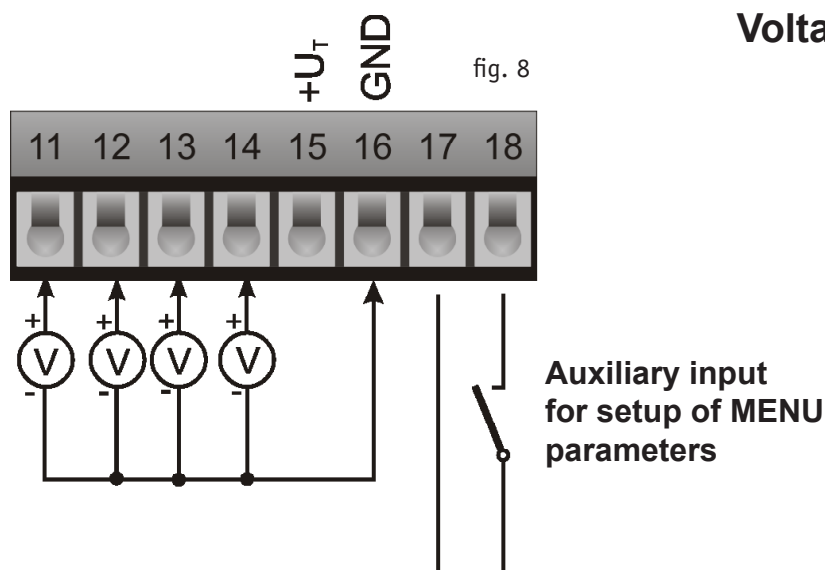 Volta
+U_T
GND
fig. 8
11 12 13 14 15 16 17 18
+ + + +
V V V V
- - - -
Auxiliary input
for setup of MENU
parameters